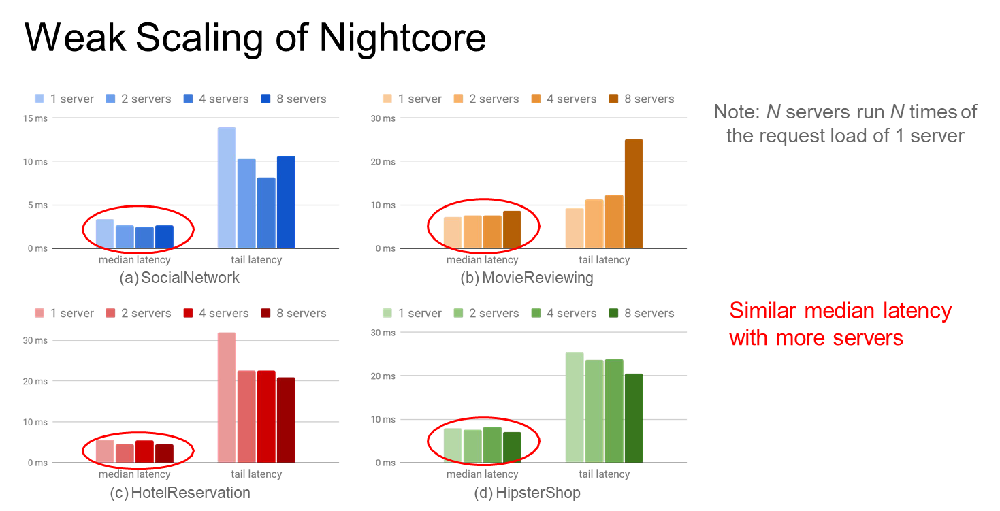 Weak Scaling of Nightcore
1 server 2 servers 4 servers 8 servers
15 ms
10 ms
5 ms
0 ms
median latency tail latency
(a) SocialNetwork
1 server 2 servers 4 servers 8 servers
30 ms
20 ms
10 ms
0 ms
median latency tail latency
(b) MovieReviewing
Note: N servers run N times of
the request load of 1 server
1 server 2 servers 4 servers 8 servers
30 ms
20 ms
10 ms
0 ms
median latency tail latency
(c) HotelReservation
1 server 2 servers 4 servers 8 servers
30 ms
20 ms
10 ms
0 ms
median latency tail latency
(d) HipsterShop
Similar median latency
with more servers